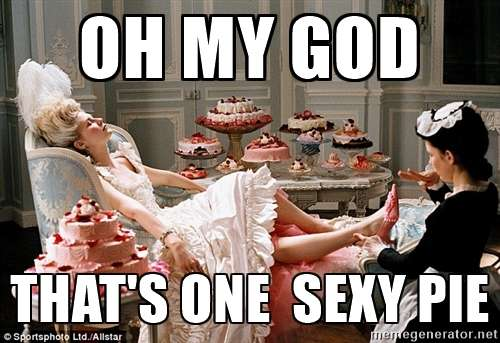 OH MY GOD
THAT'S ONE SEXY PIE
© Sportsphoto Ltd./Allstar
memegenerator.net